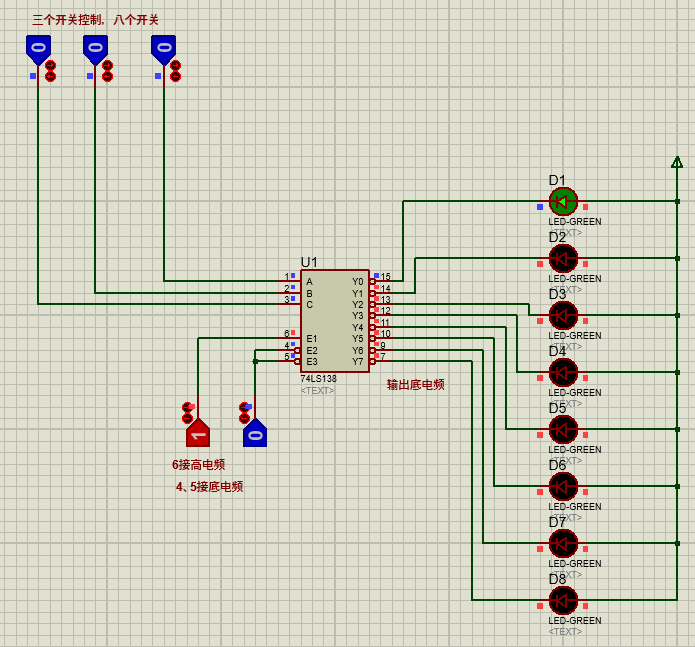 三个开关控制，八个开关
0 0 0
U1
1 A
2 B
3 C
6 E1
4 E2
5 E3
Y0 15
Y1 14
Y2 13
Y3 12
Y4 11
Y5 10
Y6 9
Y7 7
74LS138
<TEXT>
输出底电频
1 0
6接高电频
4、5接底电频
D1
LED-GREEN
<TEXT>
D2
LED-GREEN
<TEXT>
D3
LED-GREEN
<TEXT>
D4
LED-GREEN
<TEXT>
D5
LED-GREEN
<TEXT>
D6
LED-GREEN
<TEXT>
D7
LED-GREEN
<TEXT>
D8
LED-GREEN
<TEXT>